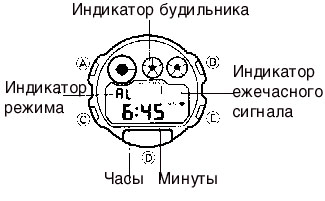 Индикатор будильника
A
B
Индикатор
режима
Индикатор
ежечасного
сигнала
AL
6:45
C
E
D
Часы
Минуты